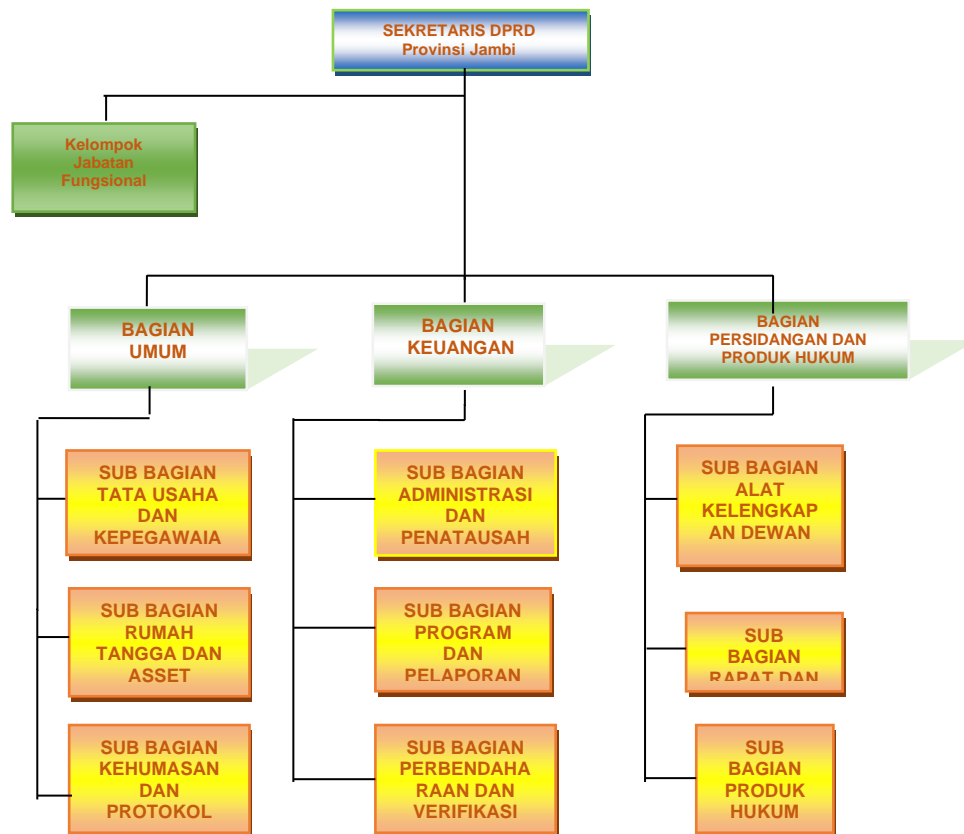 SEKRETARIS DPRD
Provinsi Jambi
Kelompok
Jabatan
Fungsional
BAGIAN
UMUM
BAGIAN
KEUANGAN
BAGIAN
PERSIDANGAN DAN
PRODUK HUKUM
SUB BAGIAN
TATA USAHA
DAN
KEPEGAWAIA
SUB BAGIAN
ADMINISTRASI
DAN
PENATAUSAH
SUB BAGIAN
ALAT
KELENGKAP
AN DEWAN
SUB BAGIAN
RUMAH
TANGGA DAN
ASSET
SUB BAGIAN
PROGRAM
DAN
PELAPORAN
SUB
BAGIAN
RAPAT DAN
SUB BAGIAN
KEHUMASAN
DAN
PROTOKOL
SUB BAGIAN
PERBENDAHA
RAAN DAN
VERIFIKASI
SUB
BAGIAN
PRODUK
HUKUM